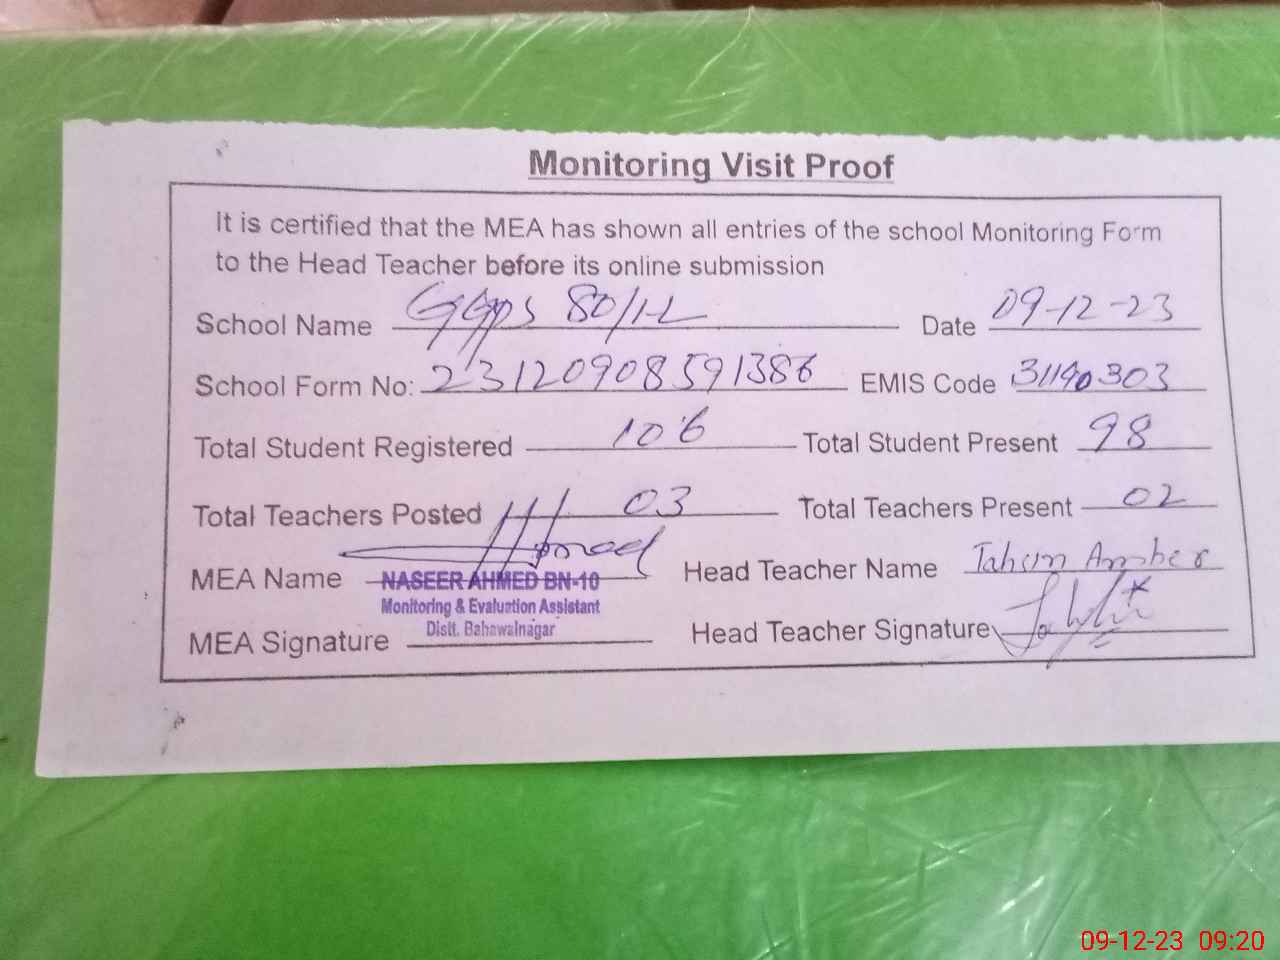 Monitoring Visit Proof
It is certified that the MEA has shown all entries of the school Monitoring Form
to the Head Teacher before its online submission
School Name GGPS 80/1-L Date 09-12-23
School Form No: 23120908591386 EMIS Code 31140303
Total Student Registered 106 Total Student Present 98
Total Teachers Posted 03 Total Teachers Present 02
MEA Name NASEER AHMED BN-10 Head Teacher Name Amber
Monitoring & Evaluation Assistant
Distt. Bahawalnagar
MEA Signature Head Teacher Signature
09-12-23 09:20